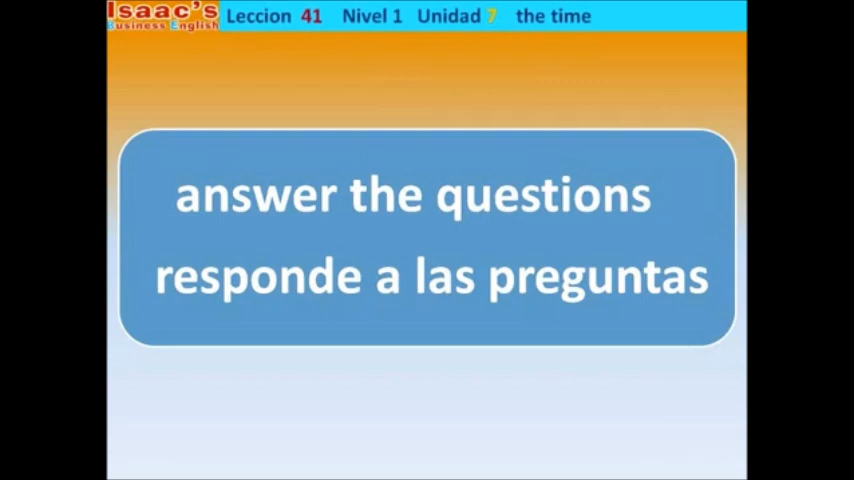 Isaac's
Business English
Leccion 41 Nivel 1 Unidad 7 the time
answer the questions
responde a las preguntas